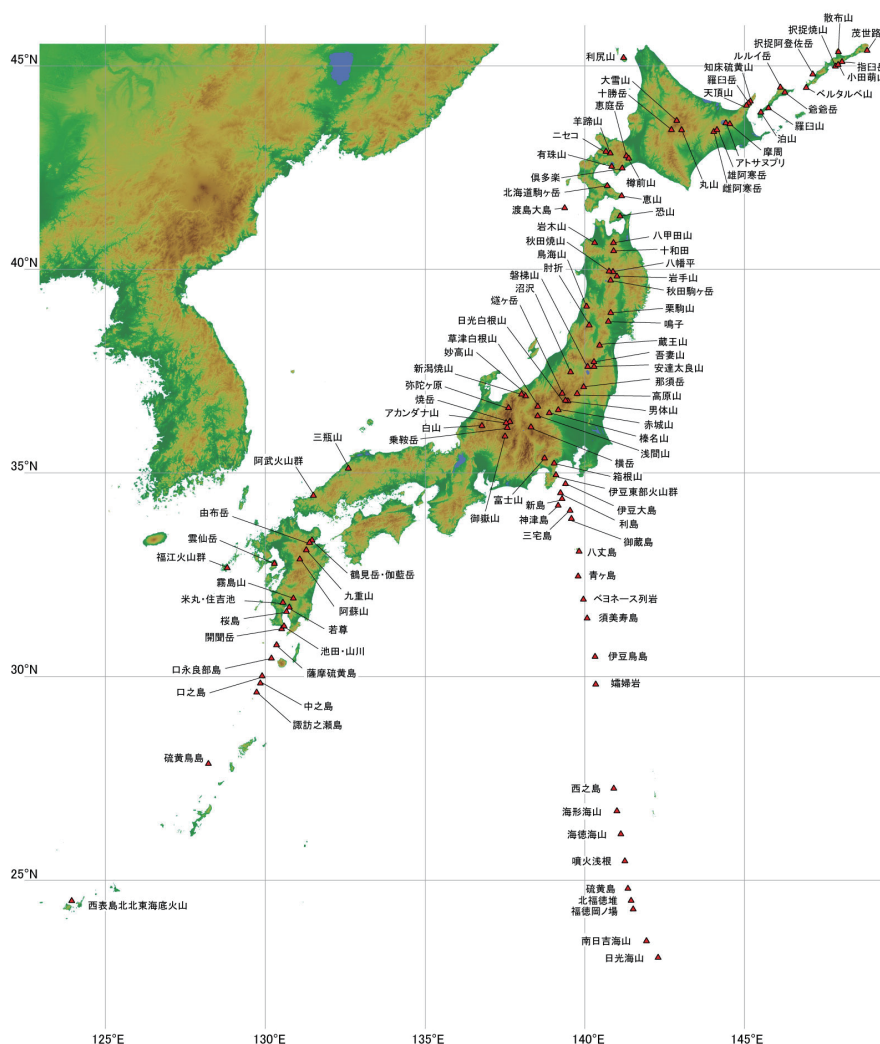 散布山
択捉焼山
茂世路
択捉阿登佐岳
45°N
利尻山
ルルイ岳
知床硫黄山
指臼岳
小田萌山
大雪山
羅臼岳
十勝岳
天頂山
ベルタルベ山
恵庭岳
爺爺岳
羊蹄山
羅臼山
ニセコ
泊山
摩周
有珠山
アトサヌプリ
倶多楽
雄阿寒岳
樽前山
丸山
雌阿寒岳
北海道駒ヶ岳
恵山
渡島大島
恐山
岩木山
八甲田山
秋田焼山
十和田
鳥海山
八幡平
40°N
肘折
岩手山
磐梯山
秋田駒ヶ岳
沼沢
燧ヶ岳
栗駒山
日光白根山
鳴子
草津白根山
蔵王山
妙高山
吾妻山
新潟焼山
安達太良山
弥陀ヶ原
那須岳
焼岳
高原山
アカンダナ山
男体山
白山
赤城山
乗鞍岳
榛名山
三瓶山
浅間山
阿武火山群
横岳
35°N
箱根山
富士山
伊豆東部火山群
御嶽山
新島
伊豆大島
由布岳
神津島
利島
雲仙岳
三宅島
御蔵島
福江火山群
八丈島
鶴見岳・伽藍岳
霧島山
九重山
青ヶ島
米丸・住吉池
阿蘇山
ベヨネース列岩
桜島
若尊
須美寿島
開聞岳
池田・山川
口永良部島
薩摩硫黄島
伊豆鳥島
30°N
口之島
中之島
孀婦岩
諏訪之瀬島
硫黄鳥島
西之島
海形海山
海徳海山
噴火浅根
25°N
硫黄島
北福徳堆
西表島北北東海底火山
福徳岡ノ場
南日吉海山
日光海山
125°E
130°E
135°E
140°E
145°E